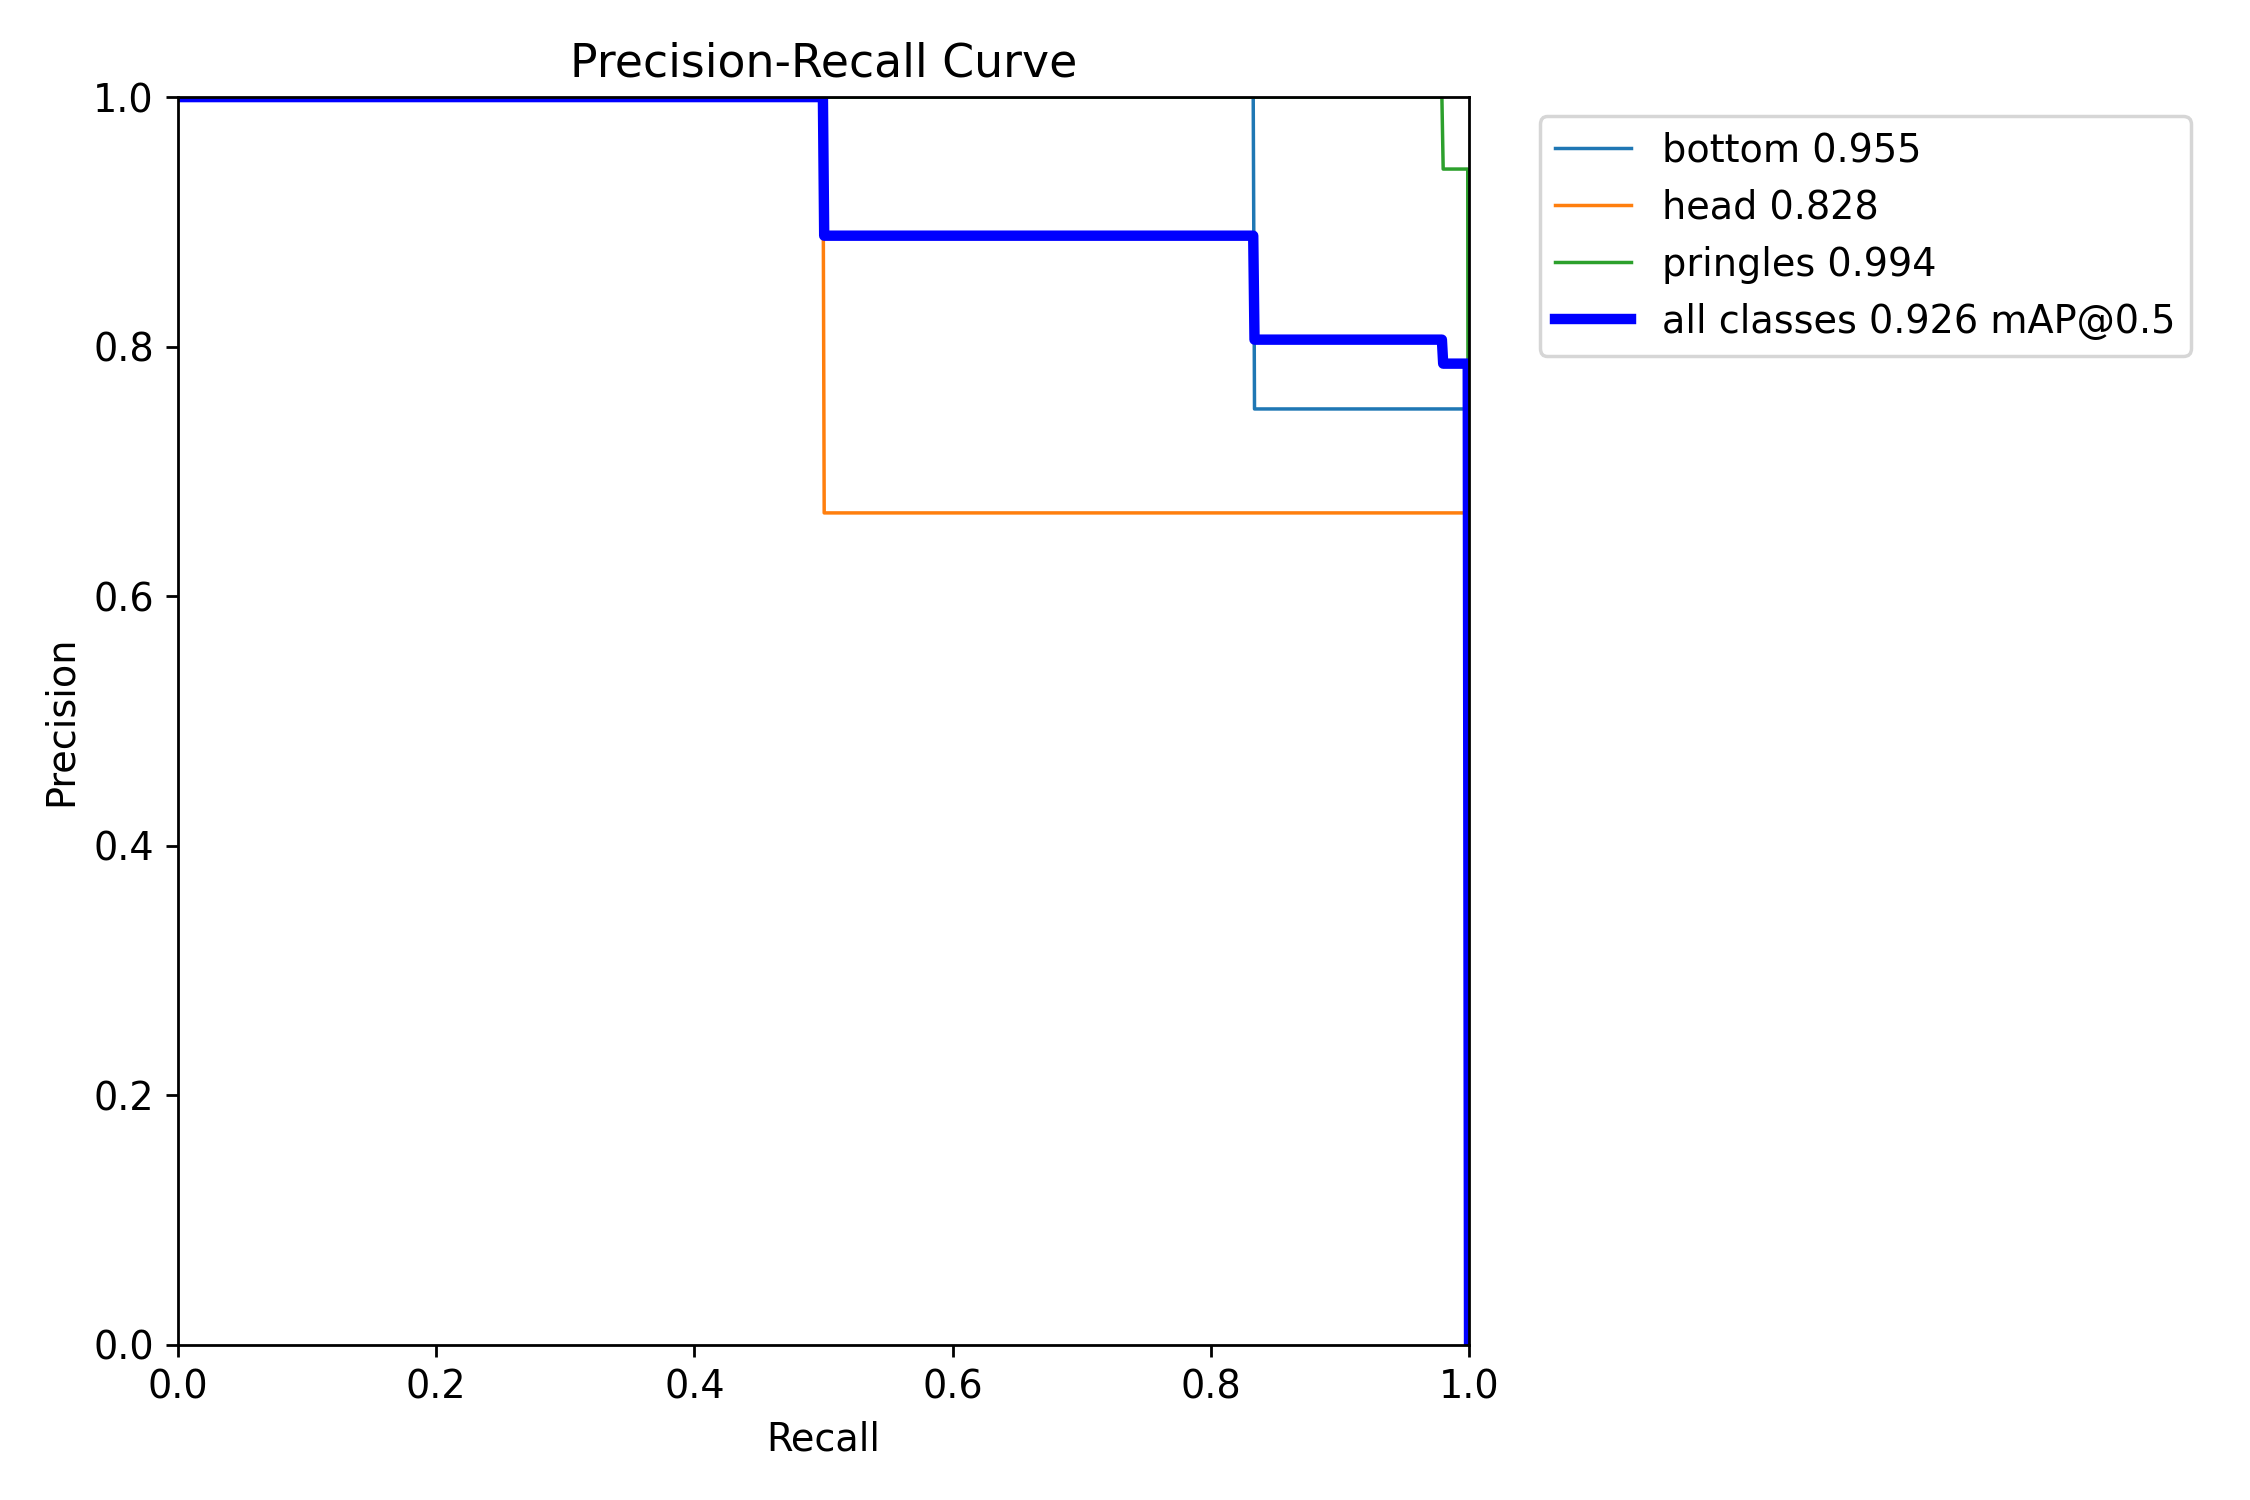 Precision-Recall Curve
1.0
0.8
0.6
0.4
0.2
0.0
Precision
0.0 0.2 0.4 0.6 0.8 1.0
Recall
bottom 0.955
head 0.828
pringles 0.994
all classes 0.926 mAP@0.5